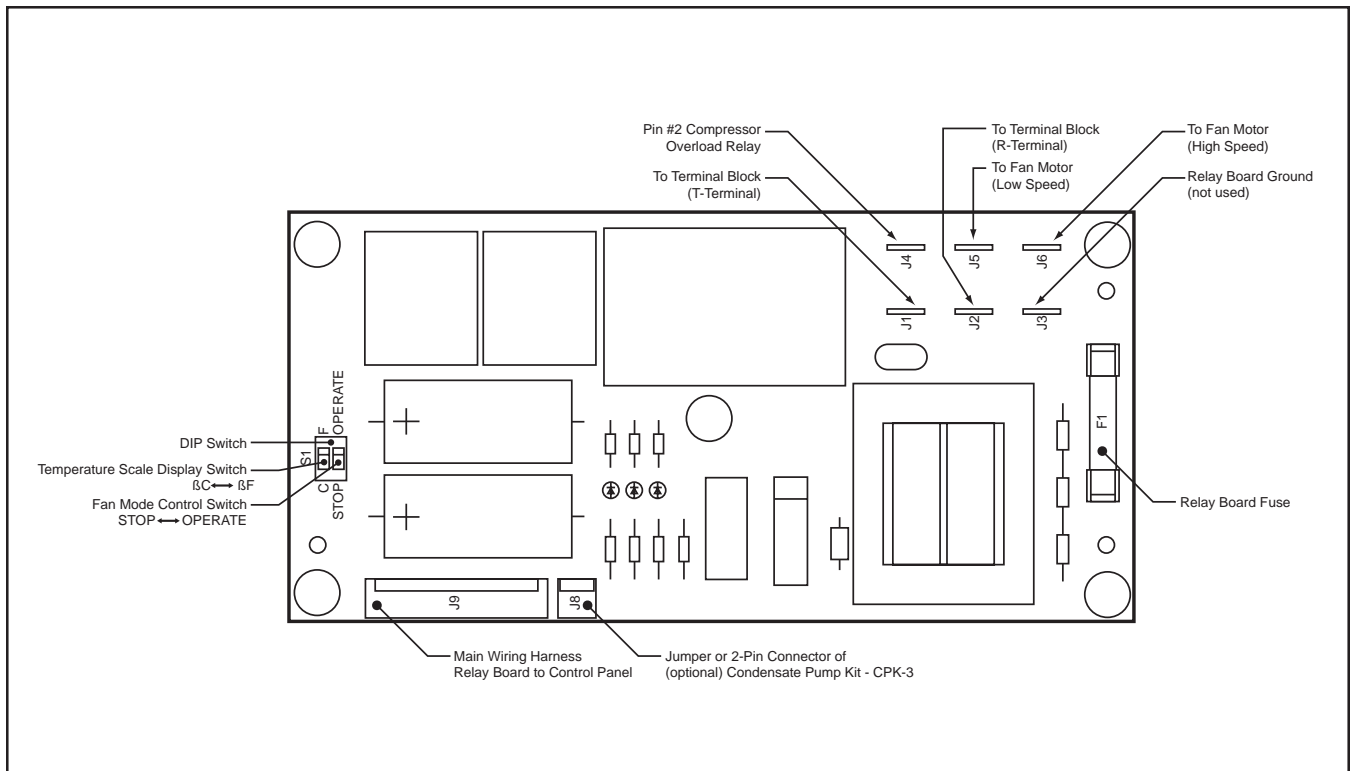 Pin #2 Compressor
Overload Relay
To Terminal Block
(T-Terminal)
To Terminal Block
(R-Terminal)
To Fan Motor
(Low Speed)
To Fan Motor
(High Speed)
Relay Board Ground
(not used)
J4
J5
J6
J1
J2
J3
DIP Switch
Temperature Scale Display Switch
ßC ⟷ ßF
Fan Mode Control Switch
STOP ⟷ OPERATE
S1
F
OPERATE
C
STOP
F1
Relay Board Fuse
J9
J8
Main Wiring Harness
Relay Board to Control Panel
Jumper or 2-Pin Connector of
(optional) Condensate Pump Kit - CPK-3